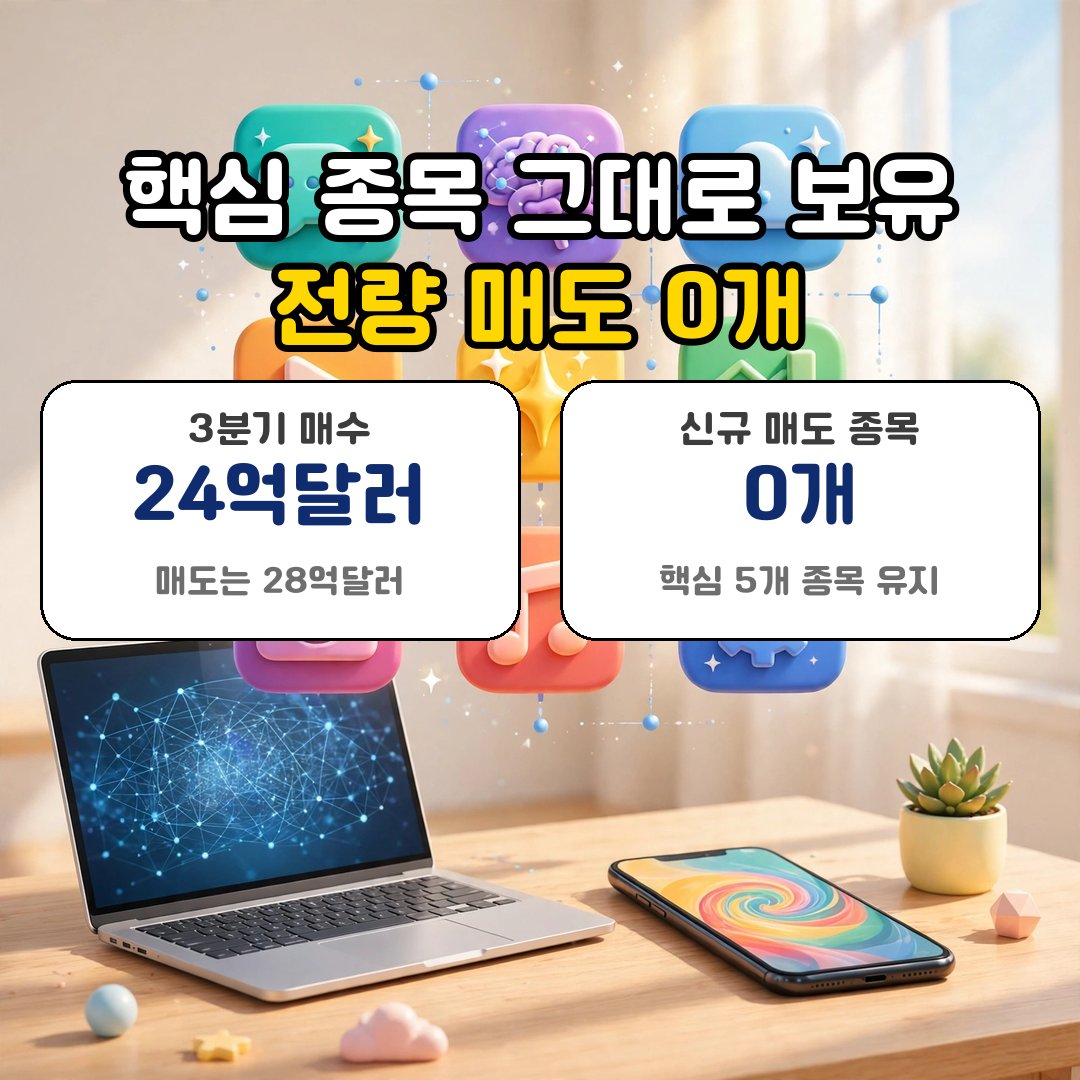 핵심 종목 그대로 보유
전량 매도 0개
3분기 매수
24억달러
매도는 28억달러
신규 매도 종목
0개
핵심 5개 종목 유지